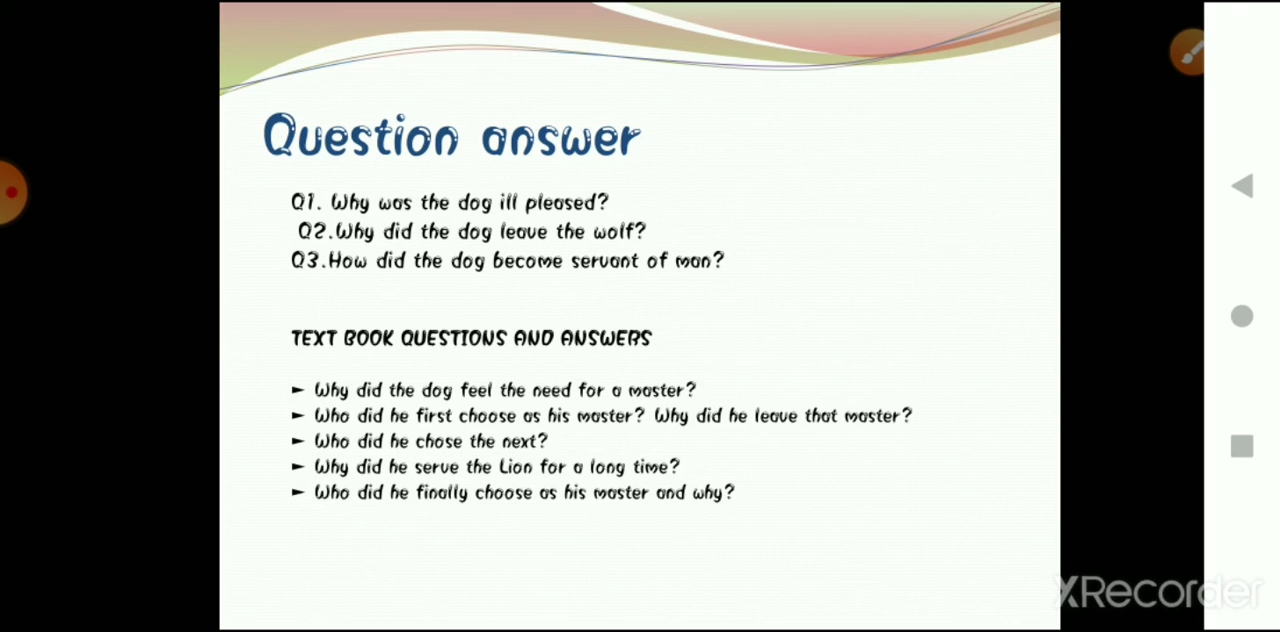 Question answer
Q1. Why was the dog ill pleased?
Q2.Why did the dog leave the wolf?
Q3.How did the dog become servant of man?
TEXT BOOK QUESTIONS AND ANSWERS
► Why did the dog feel the need for a master?
► Who did he first choose as his master? Why did he leave that master?
► Who did he chose the next?
► Why did he serve the Lion for a long time?
► Who did he finally choose as his master and why?
XRecorder